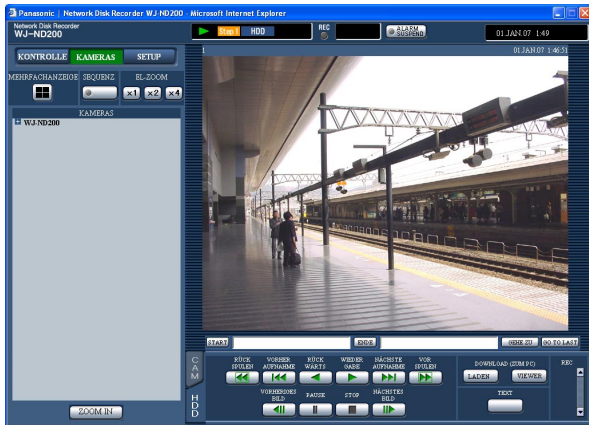 Panasonic | Network Disk Recorder WJ-ND200 - Microsoft Internet Explorer
Network Disk Recorder
WJ-ND200
Step 1 HDD
REC
ALARM SUSPEND
01.JAN.07 1:49
KONTROLLE KAMERAS SETUP
1
01.JAN.07 1:46:51
MEHRFACHANZEIGE SEQUENZ EL-ZOOM
x1 x2 x4
KAMERAS
WJ-ND200
START
ENDE
GEHE ZU
GO TO LAST
CAM
RÜCK SPULEN
VORHER AUFNAHME
RÜCK WÄRTS
WIEDER GABE
NÄCHSTE AUFNAHME
VOR SPULEN
DOWNLOAD (ZUM PC)
REC
LADEN
VIEWER
HDD
VORHERIGES BILD
PAUSE
STOP
NÄCHSTES BILD
TEXT
ZOOM IN